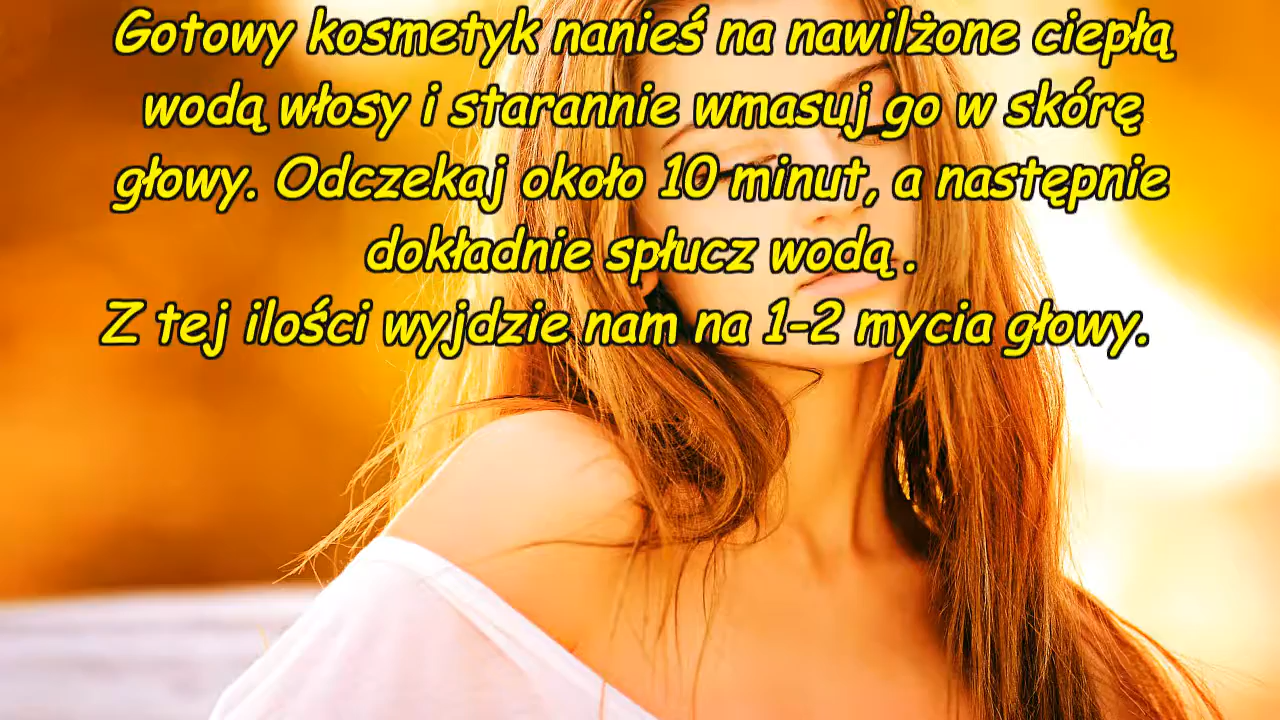 Gotowy kosmetyk nanieś na nawilżone ciepłą
wodą włosy i starannie wmasuj go w skórę
głowy. Odczekaj około 10 minut, a następnie
dokładnie spłucz wodą .
Z tej ilości wyjdzie nam na 1-2 mycia głowy.